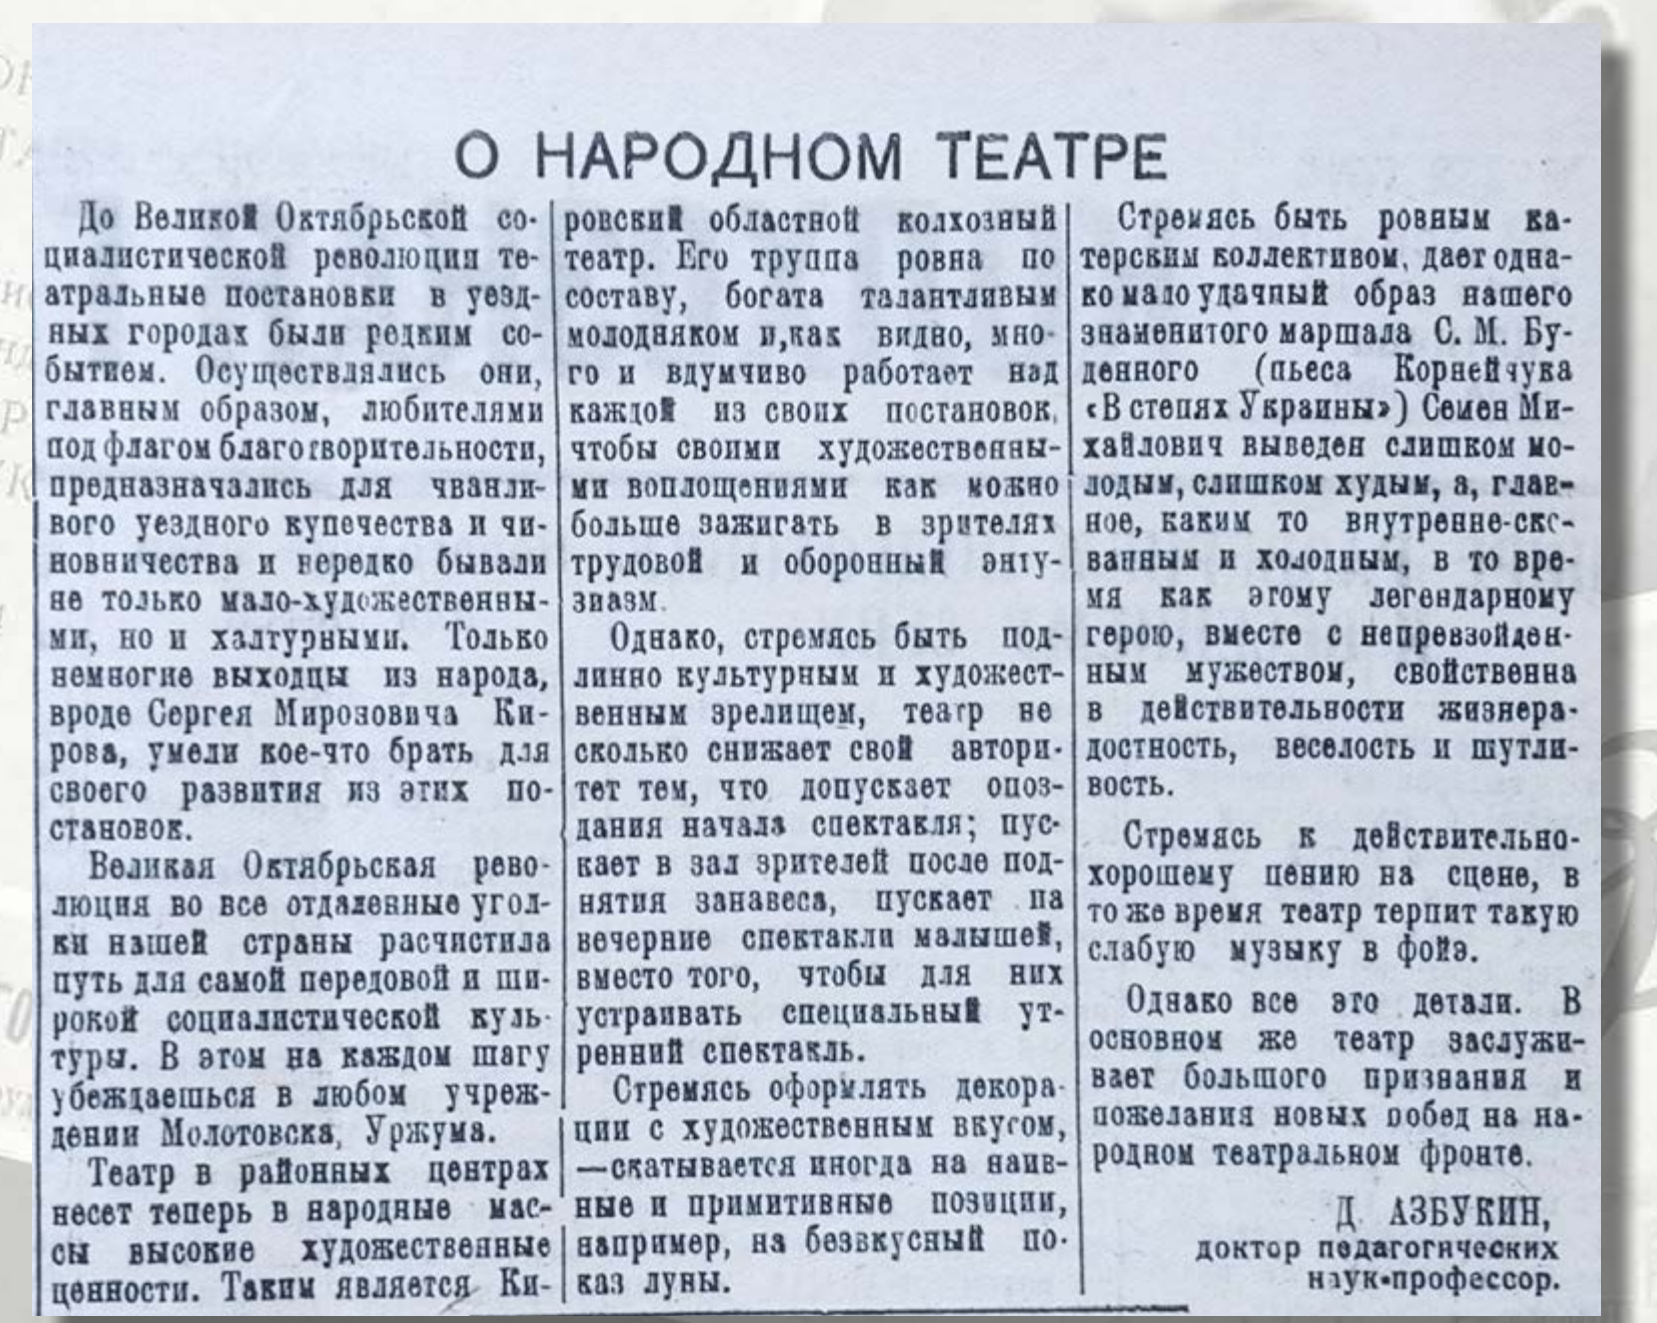 О НАРОДНОМ ТЕАТРЕ
До Великой Октябрьской со-
циалистической революции те-
атральные постановки в уезд-
ных городах были редким со-
бытием. Осуществлялись они,
главным образом, любителями
под флагом благотворительности,
предназначались для чванли-
вого уездного купечества и чи-
новничества и нередко бывали
не только мало-художественны-
ми, но и халтурными. Только
немногие выходцы из народа,
вроде Сергея Мироновича Ки-
рова, умели кое-что брать для
своего развития из этих по-
становок.
Великая Октябрьская рево-
люция во все отдаленные угол-
ки нашей страны расчистила
путь для самой передовой и ши-
рокой социалистической куль-
туры. В этом на каждом шагу
убеждаешься в любом учреж-
дении Молотовска, Уржума.
Театр в районных центрах
несет теперь в народные мас-
сы высокие художественные
ценности. Таким является Ки-
ровский областной колхозный
театр. Его труппа ровна по
составу, богата талантливым
молодняком и,как видно, мно-
го и вдумчиво работает над
каждой из своих постановок,
чтобы своими художественны-
ми воплощениями как можно
больше зажигать в зрителях
трудовой и оборонный энту-
зиазм.
Однако, стремясь быть под-
линно культурным и художест-
венным зрелищем, театр не
сколько снижает свой автори-
тет тем, что допускает опоз-
дания начала спектакля; пус-
кает в зал зрителей после под-
нятия занавеса, пускает на
вечерние спектакли малышей,
вместо того, чтобы для них
устраивать специальный ут-
ренний спектакль.
Стремясь оформлять декора-
ции с художественным вкусом,
—скатывается иногда на наив-
ные и примитивные позиции,
например, на безвкусный по-
каз луны.
Стремясь быть ровным ка-
терским коллективом, дает одна-
ко мало удачный образ нашего
знаменитого маршала С. М. Бу-
денного (пьеса Корнейчука
«В степях Украины») Семен Ми-
хайлович выведен слишком мо-
лодым, слишком худым, а, глав-
ное, каким то внутренне-ско-
ванным и холодным, в то вре-
мя как этому легендарному
герою, вместе с непревзойден-
ным мужеством, свойственна
в действительности жизнера-
достность, веселость и шутли-
вость.
Стремясь к действительно-
хорошему пению на сцене, в
то же время театр терпит такую
слабую музыку в фойэ.
Однако все это детали. В
основном же театр заслужи-
вает большого признания и
пожелания новых побед на на-
родном театральном фронте.
Д. АЗБУКИН,
доктор педагогических
наук-профессор.